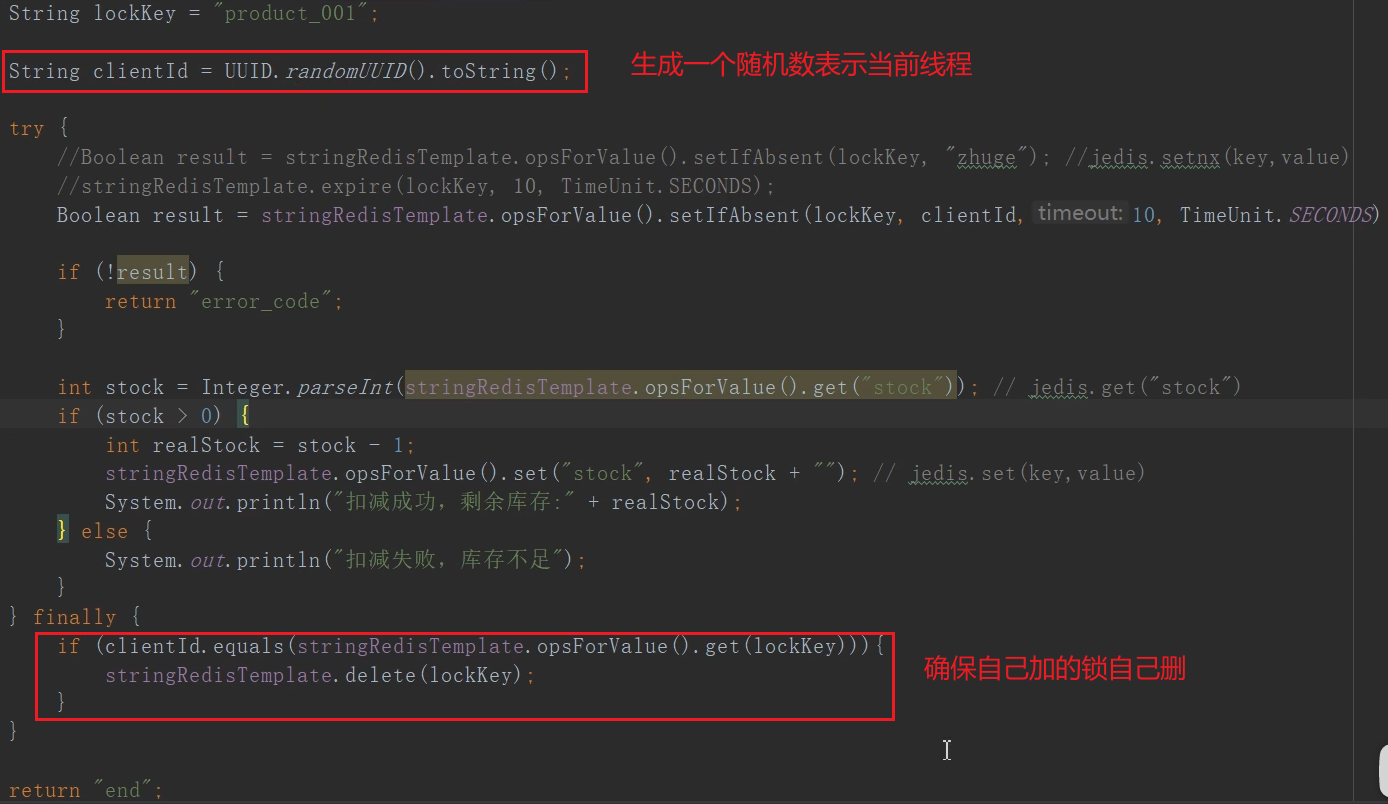 String lockKey = "product_001";
String clientId = UUID.randomUUID().toString();
生成一个随机数表示当前线程
try {
//Boolean result = stringRedisTemplate.opsForValue().setIfAbsent(lockKey, "zhuge"); //jedis.setnx(key,value)
//stringRedisTemplate.expire(lockKey, 10, TimeUnit.SECONDS);
Boolean result = stringRedisTemplate.opsForValue().setIfAbsent(lockKey, clientId, timeout: 10, TimeUnit.SECONDS)
if (!result) {
return "error_code";
}
int stock = Integer.parseInt(stringRedisTemplate.opsForValue().get("stock")); // jedis.get("stock")
if (stock > 0) {
int realStock = stock - 1;
stringRedisTemplate.opsForValue().set("stock", realStock + ""); // jedis.set(key,value)
System.out.println("扣减成功，剩余库存:" + realStock);
} else {
System.out.println("扣减失败，库存不足");
}
} finally {
if (clientId.equals(stringRedisTemplate.opsForValue().get(lockKey))){
stringRedisTemplate.delete(lockKey);
确保自己加的锁自己删
}
}
return "end";